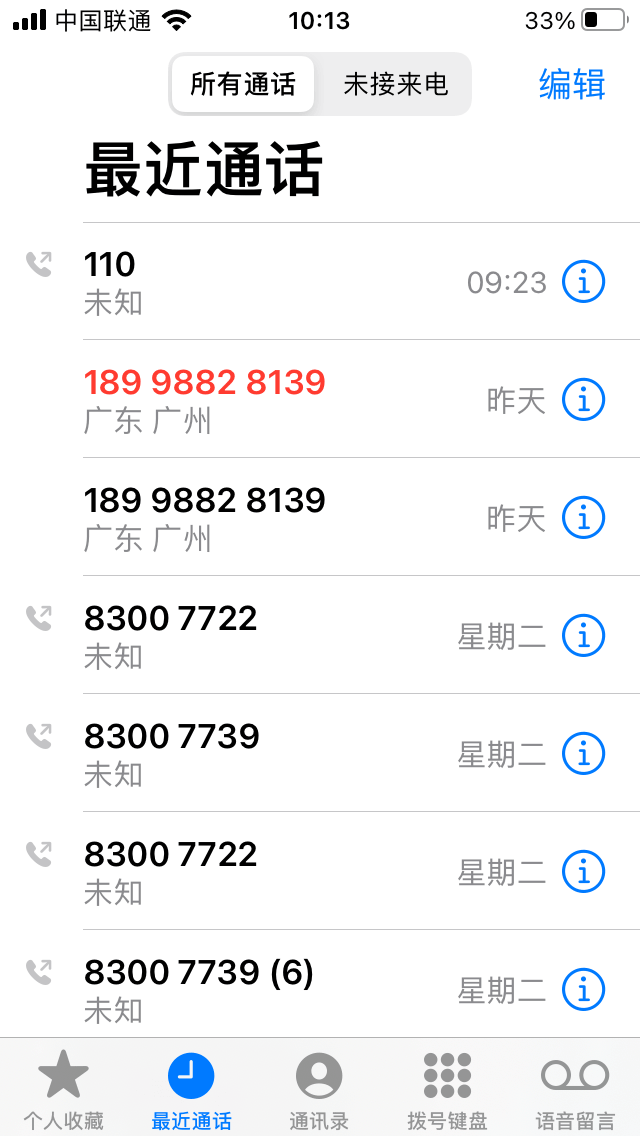 中国联通 10:13 33%
所有通话 未接来电 编辑
最近通话
110
未知
09:23
189 9882 8139
广东 广州
昨天
189 9882 8139
广东 广州
昨天
8300 7722
未知
星期二
8300 7739
未知
星期二
8300 7722
未知
星期二
8300 7739 (6)
未知
星期二
个人收藏 最近通话 通讯录 拨号键盘 语音留言